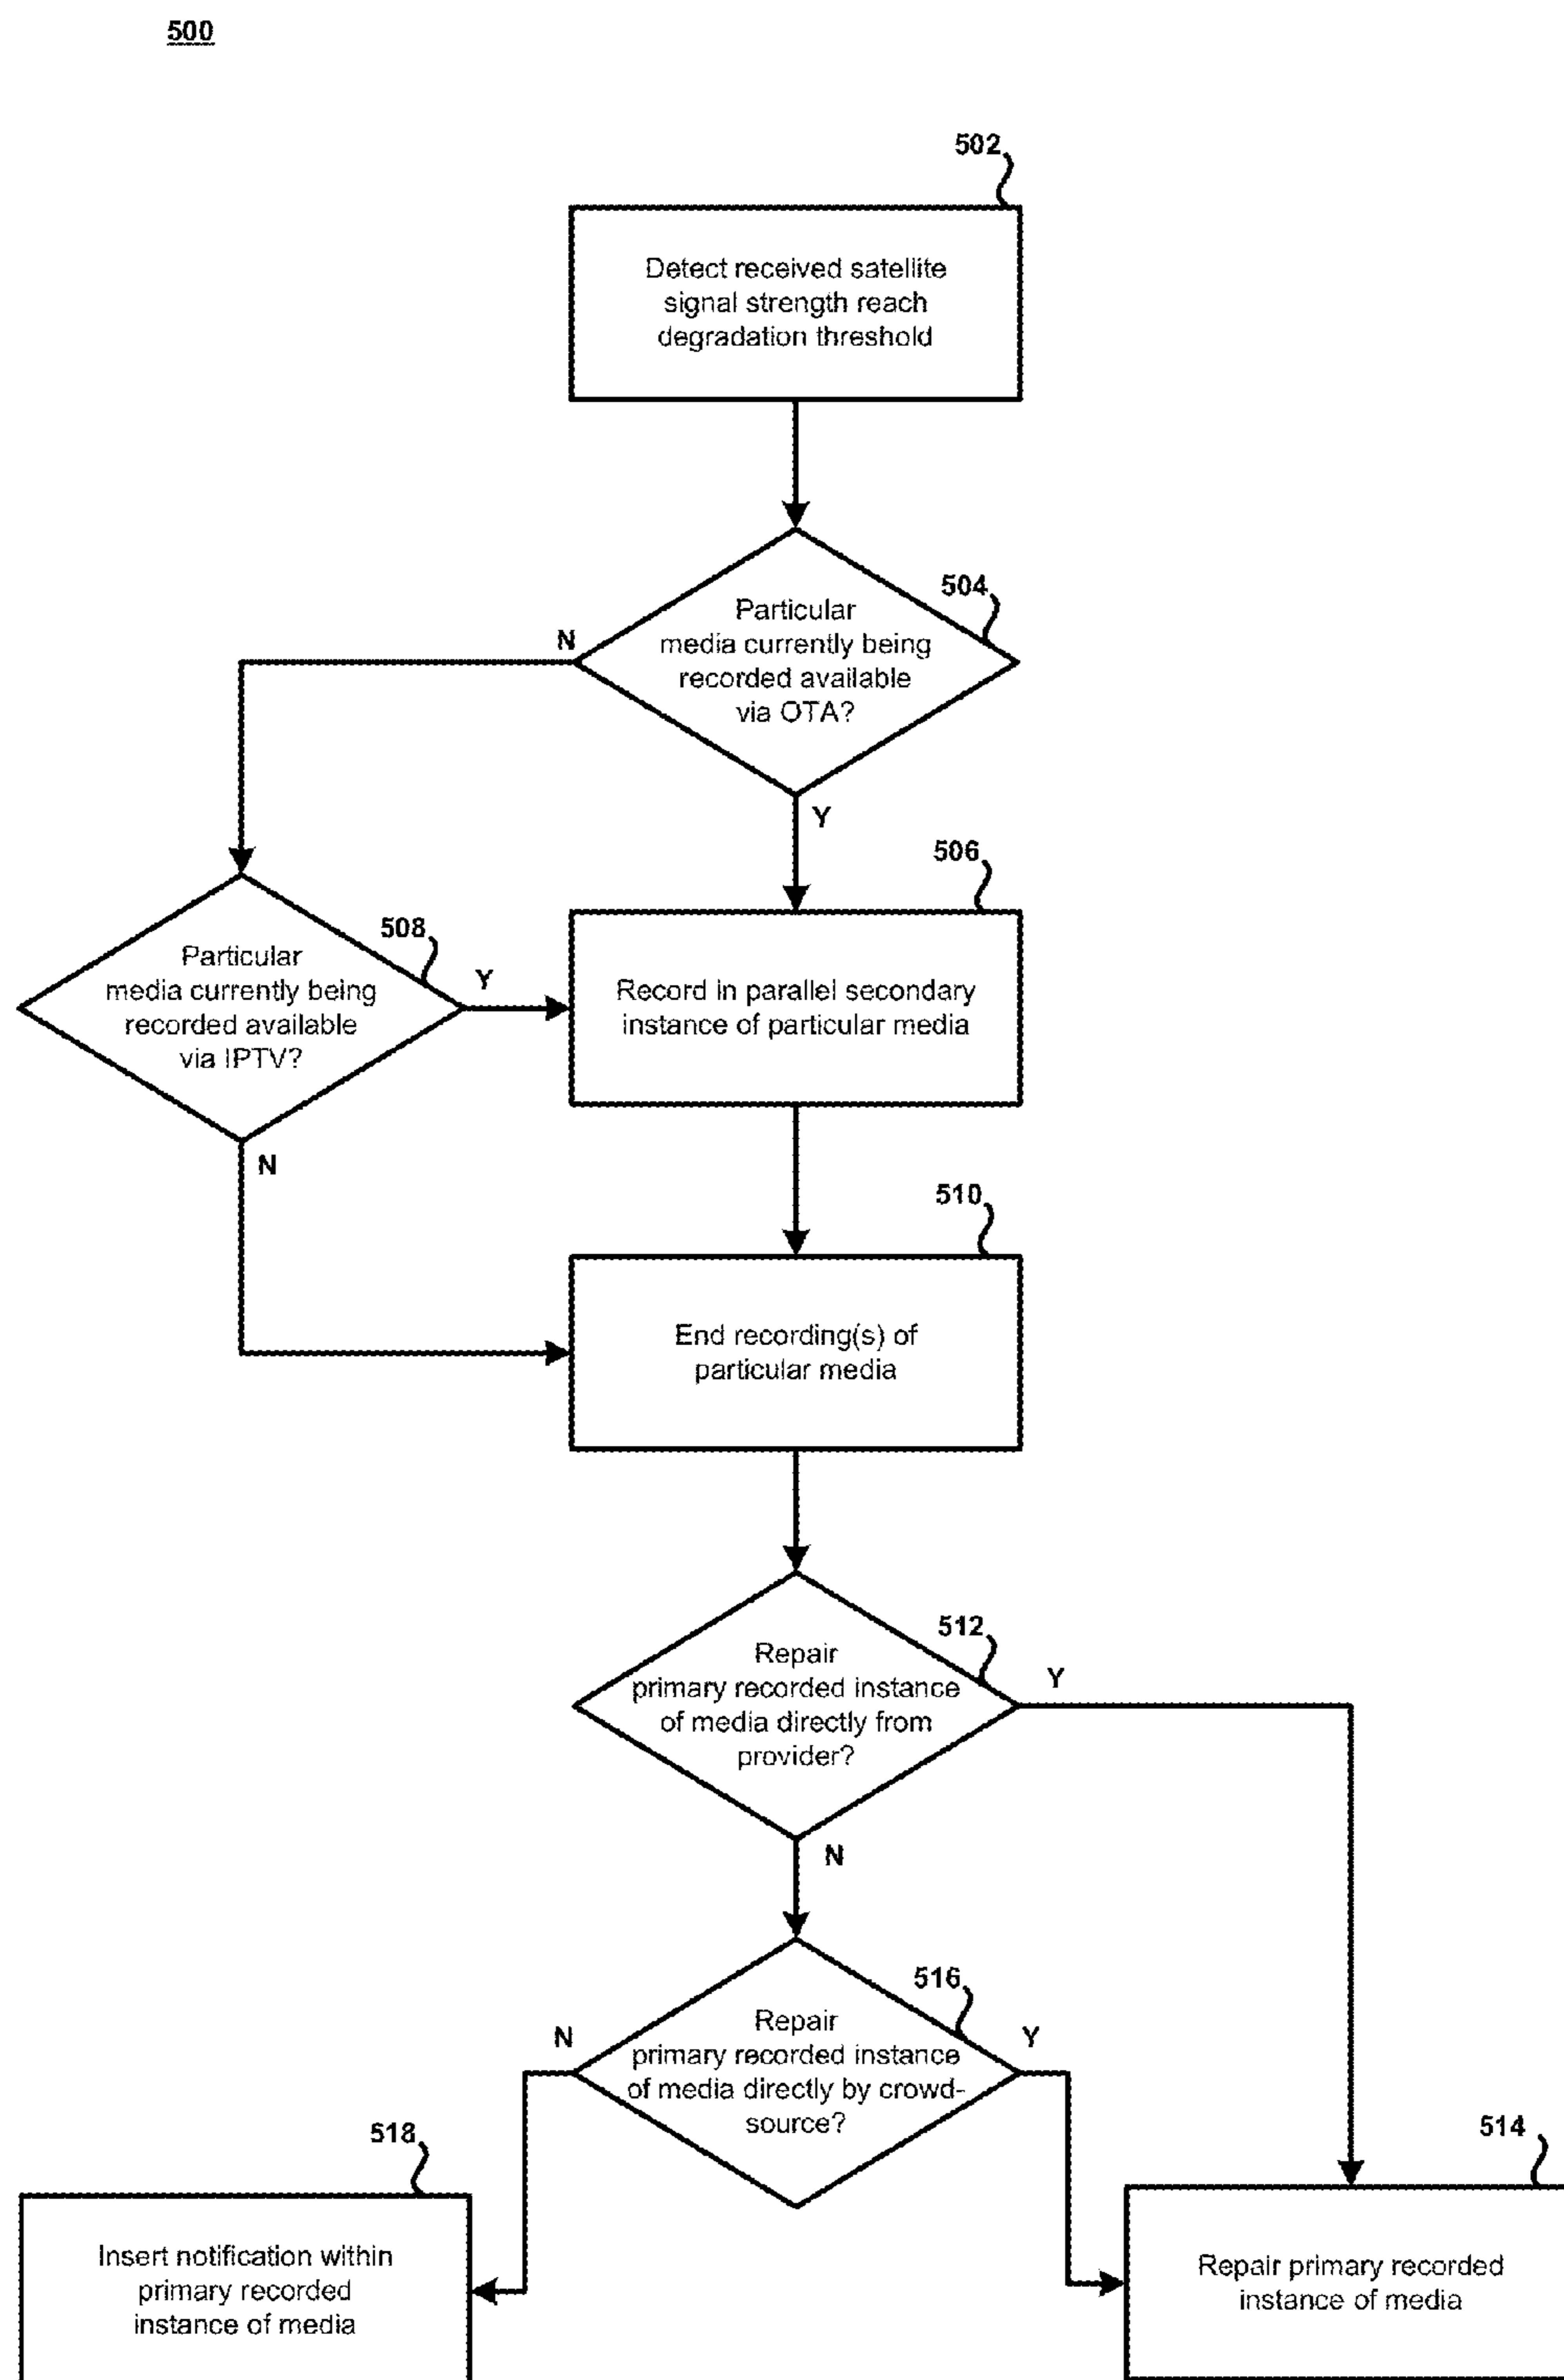 500
502
Detect received satellite
signal strength reach
degradation threshold
504
Particular
media currently being
recorded available
via OTA?
N
Y
506
Record in parallel secondary
instance of particular media
508
Particular
media currently being
recorded available
via IPTV?
Y
N
510
End recording(s) of
particular media
512
Repair
primary recorded instance
of media directly from
provider?
Y
N
516
Repair
primary recorded instance
of media directly by crowd-
source?
N
Y
518
Insert notification within
primary recorded
instance of media
514
Repair primary recorded
instance of media